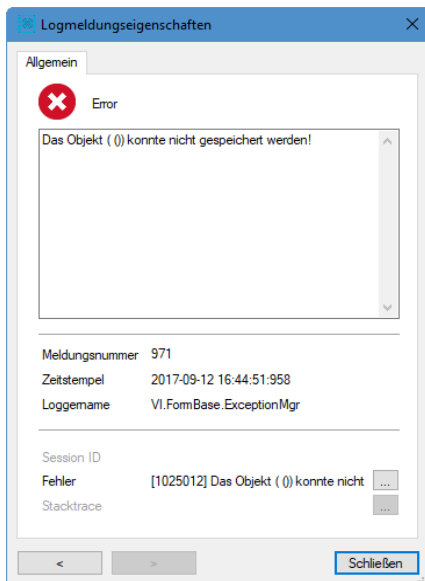 Logmeldungseigenschaften
Allgemein
Error
Das Objekt ( ()) konnte nicht gespeichert werden!
Meldungsnummer 971
Zeitstempel 2017-09-12 16:44:51:958
Loggername VI.FormBase.ExceptionMgr
Session ID
Fehler [1025012] Das Objekt ( ()) konnte nicht ...
Stacktrace ...
< > Schließen